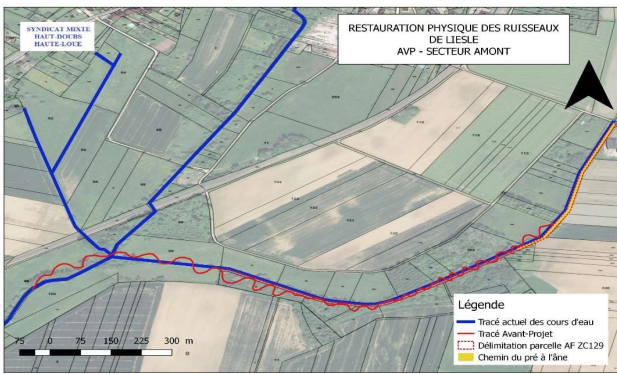 SYNDICAT MIXTE
HAUT-DOUBS
HAUTE-LOUE
RESTAURATION PHYSIQUE DES RUISSEAUX
DE LIESLE
AVP - SECTEUR AMONT
Légende
Tracé actuel des cours d'eau
Tracé Avant-Projet
Délimitation parcelle AF ZC129
Chemin du pré à l'âne
75 0 75 150 225 300 m